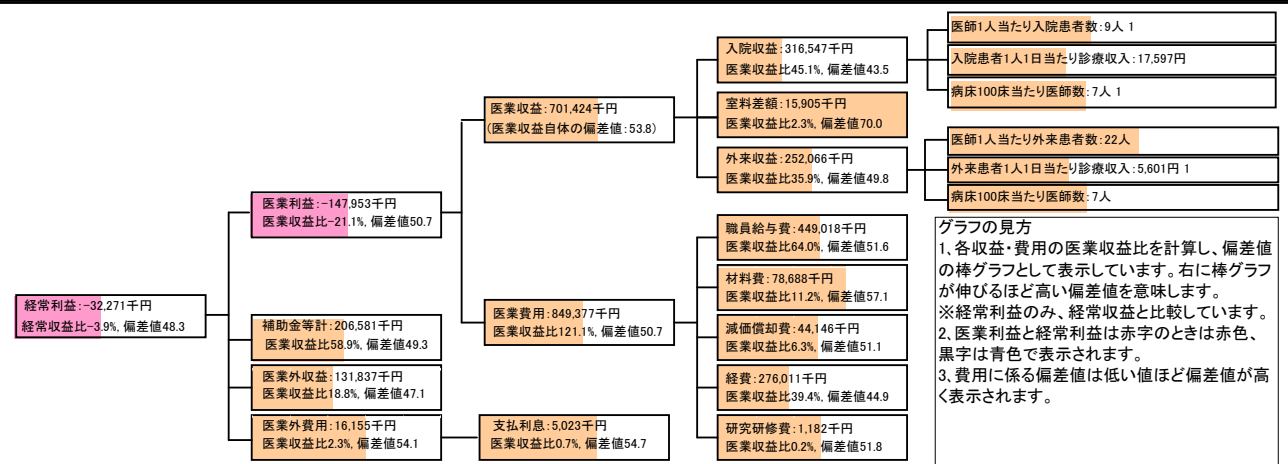 経常利益:-32,271千円
経常収比-3.9%, 偏差値48.3
医業利益:-147,953千円
医業収益比-21.1%, 偏差値50.7
補助金等計:206,581千円
医業収益比58.9%, 偏差値49.3
医業外収益:131,837千円
医業収益比18.8%, 偏差値47.1
医業外費用:16,155千円
医業収益比2.3%, 偏差値54.1
医業収益:701,424千円
(医業収益自体の偏差値:53.8)
医業費用:849,377千円
医業収益比121.1%, 偏差値50.7
支払利息:5,023千円
医業収益比0.7%, 偏差値54.7
入院収益:316,547千円
医業収益比45.1%, 偏差値43.5
室料差額:15,905千円
医業収益比2.3%, 偏差値70.0
外来収益:252,066千円
医業収益比35.9%, 偏差値49.8
職員給与費:449,018千円
医業収益比64.0%, 偏差値51.6
材料費:78,688千円
医業収益比11.2%, 偏差値57.1
減価償却費:44,146千円
医業収益比6.3%, 偏差値51.1
経費:276,011千円
医業収益比39.4%, 偏差値44.9
研究研修費:1,182千円
医業収益比0.2%, 偏差値51.8
医師1人当たり入院患者数:9人 1
入院患者1人1日当たり診療収入:17,597円
病床100床当たり医師数:7人 1
医師1人当たり外来患者数:22人
外来患者1人1日当たり診療収入:5,601円 1
病床100床当たり医師数:7人
グラフの見方
1、各収益・費用の医業収益比を計算し、偏差値
の棒グラフとして表示しています。右に棒グラフ
が伸びるほど高い偏差値を意味します。
※経常利益のみ、経常収益と比較しています。
2、医業利益と経常利益は赤字のときは赤色、
黒字は青色で表示されます。
3、費用に係る偏差値は低い値ほど偏差値が高
く表示されます。